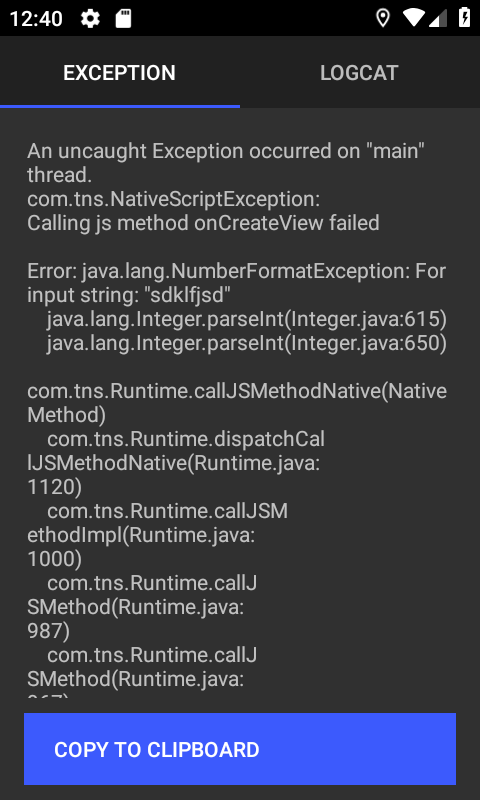 12:40
EXCEPTION
LOGCAT
An uncaught Exception occurred on "main"
thread.
com.tns.NativeScriptException:
Calling js method onCreateView failed
Error: java.lang.NumberFormatException: For
input string: "sdklfjsd"
java.lang.Integer.parseInt(Integer.java:615)
java.lang.Integer.parseInt(Integer.java:650)
com.tns.Runtime.callJSMethodNative(Native
Method)
com.tns.Runtime.dispatchCal
lJSMethodNative(Runtime.java:
1120)
com.tns.Runtime.callJSM
ethodImpl(Runtime.java:
1000)
com.tns.Runtime.callJ
SMethod(Runtime.java:
987)
com.tns.Runtime.callJ
SMethod(Runtime.java:
COPY TO CLIPBOARD